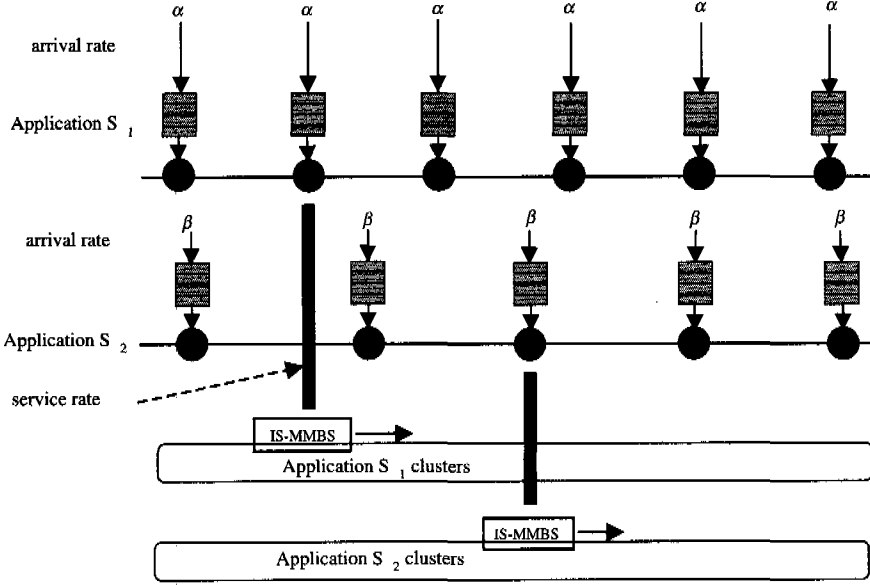 α α α α α α
arrival rate
Application S 1
β β β β β
arrival rate
Application S 2
service rate
IS-MMBS
Application S 1 clusters
IS-MMBS
Application S 2 clusters